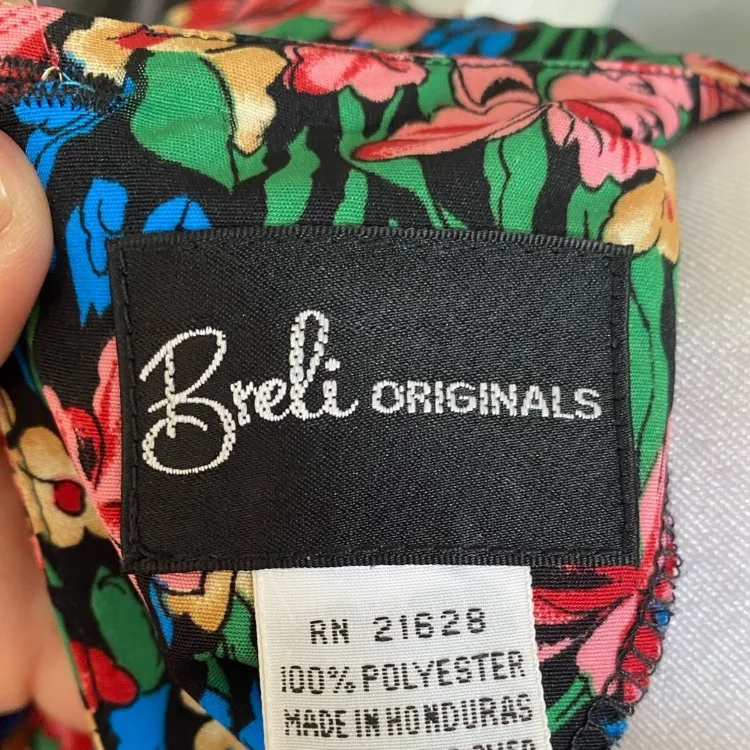 Breli ORIGINALS
RN 21628
100% POLYESTER
MADE IN HONDURAS